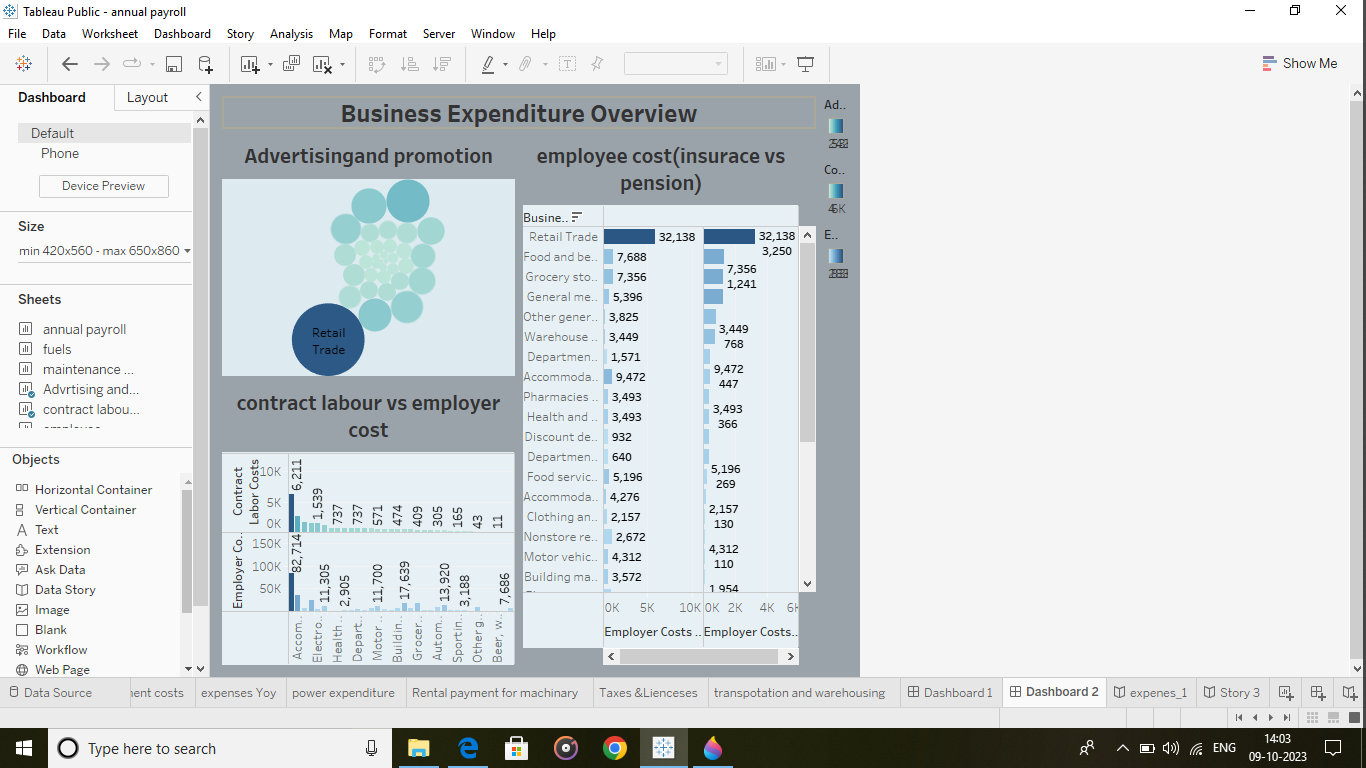 Tableau Public - annual payroll
File Data Worksheet Dashboard Story Analysis Map Format Server Window Help
Show Me
Dashboard Layout
Default
Phone
Device Preview
Size
min 420x560 - max 650x860
Sheets
annual payroll
fuels
maintenance ...
Advrtising and...
contract labou...
Objects
Horizontal Container
Vertical Container
Text
Extension
Ask Data
Data Story
Image
Blank
Workflow
Web Page
Business Expenditure Overview
Advertisingand promotion
Retail
Trade
contract labour vs employer
cost
Contract
Labor Costs
10K
5K
0K
6,211
1,539
737
737
571
474
409
305
165
43
11
Employer Co..
150K
100K
50K
82,714
11,305
2,905
11,700
17,639
13,920
3,188
7,686
Accom..
Electro..
Health..
Depart..
Motor ..
Buildin..
Grocer..
Autom..
Sportin..
Other g..
Beer, w..
employee cost(insurace vs
pension)
Busine..
Retail Trade 32,138 32,138
3,250
Food and be.. 7,688
Grocery sto.. 7,356 7,356
1,241
General me.. 5,396
Other gener.. 3,825
Warehouse .. 3,449 3,449
768
Departmen.. 1,571
Accommoda.. 9,472 9,472
447
Pharmacies .. 3,493
Health and .. 3,493 3,493
366
Discount de.. 932
Departmen.. 640
Food servic.. 5,196 5,196
269
Accommoda.. 4,276
Clothing an.. 2,157 2,157
130
Nonstore re.. 2,672
Motor vehic.. 4,312 4,312
110
Building ma.. 3,572
1,954
0K 5K 10K 0K 2K 4K
Employer Costs .. Employer Costs..
Ad..
Co..
E..
Data Source
expenses Yoy power expenditure Rental payment for machinary Taxes &Lienceses transpotation and warehousing Dashboard 1 Dashboard 2 expenes_1 Story 3
Type here to search
ENG
14:03
09-10-2023